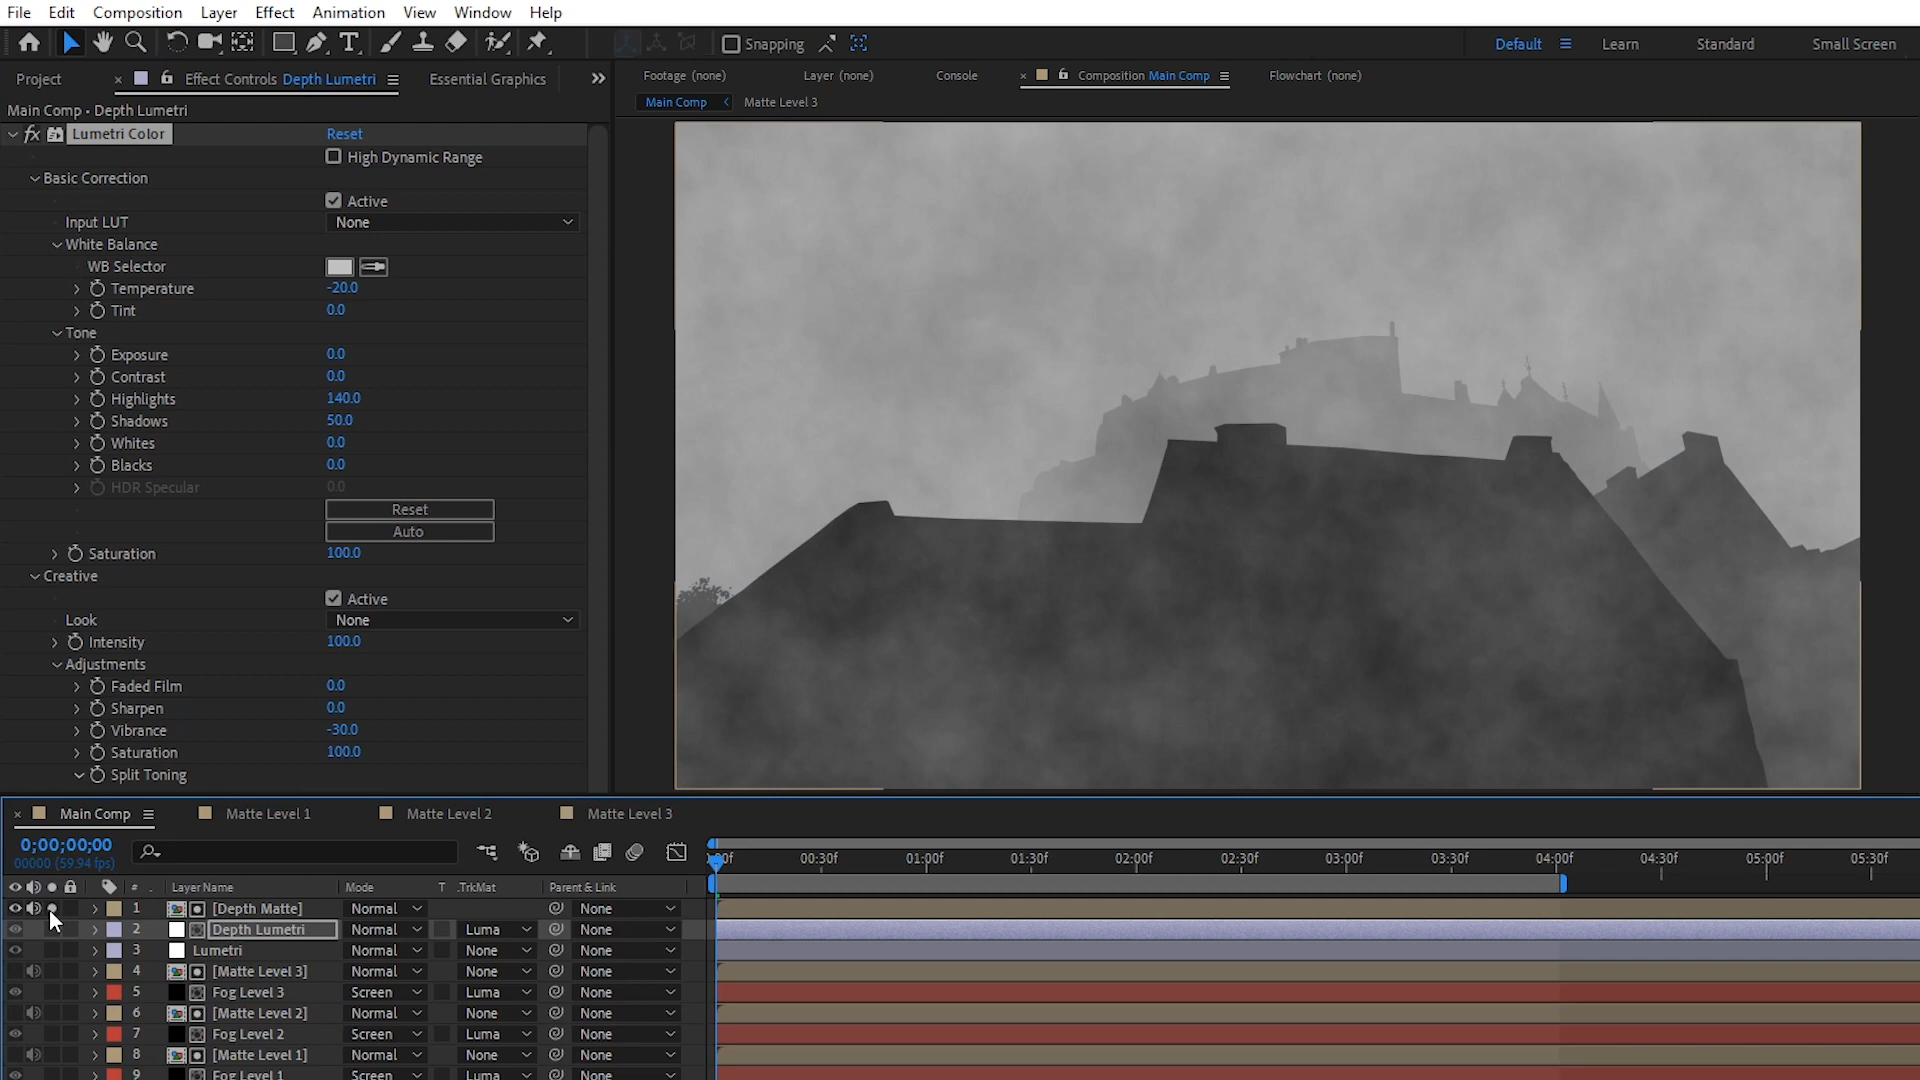 File Edit Composition Layer Effect Animation View Window Help
Snapping Default Learn Standard Small Screen
Project Effect Controls Depth Lumetri Essential Graphics
Footage (none) Layer (none) Console Composition Main Comp Flowchart (none)
Main Comp Matte Level 3
Main Comp • Depth Lumetri
fx Lumetri Color Reset
High Dynamic Range
Basic Correction
Active
Input LUT None
White Balance
WB Selector
Temperature -20.0
Tint 0.0
Tone
Exposure 0.0
Contrast 0.0
Highlights 140.0
Shadows 50.0
Whites 0.0
Blacks 0.0
HDR Specular 0.0
Reset
Auto
Saturation 100.0
Creative
Active
Look None
Intensity 100.0
Adjustments
Faded Film 0.0
Sharpen 0.0
Vibrance -30.0
Saturation 100.0
Split Toning
Main Comp Matte Level 1 Matte Level 2 Matte Level 3
0;00;00;00
00000 (59.94 fps)
00:30f 01:00f 01:30f 02:00f 02:30f 03:00f 03:30f 04:00f 04:30f 05:00f 05:30f
# Layer Name Mode T .TrkMat Parent & Link
1 [Depth Matte] Normal None
2 Depth Lumetri Normal Luma None
3 Lumetri Normal None None
4 [Matte Level 3] Normal None None
5 Fog Level 3 Screen Luma None
6 [Matte Level 2] Normal None None
7 Fog Level 2 Screen Luma None
8 [Matte Level 1] Normal None None
9 Fog Level 1 Screen Luma None